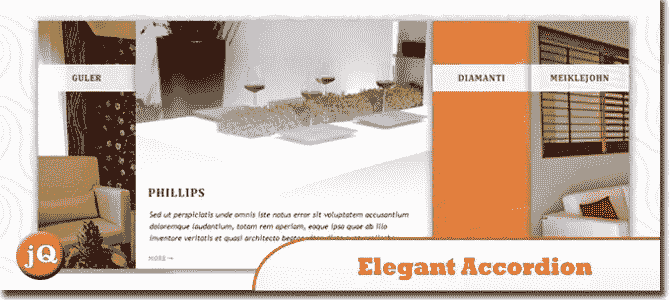 GULER
DIAMANTI
MEIKLEJOHN
PHILLIPS
Sed ut perspiciatis unde omnis iste natus error sit voluptatem accusantium
doloremque laudantium, totam rem aperiam, eaque ipsa quae ab illo
inventore veritatis et quasi architecto beatae
MORE →
jQ
Elegant Accordion